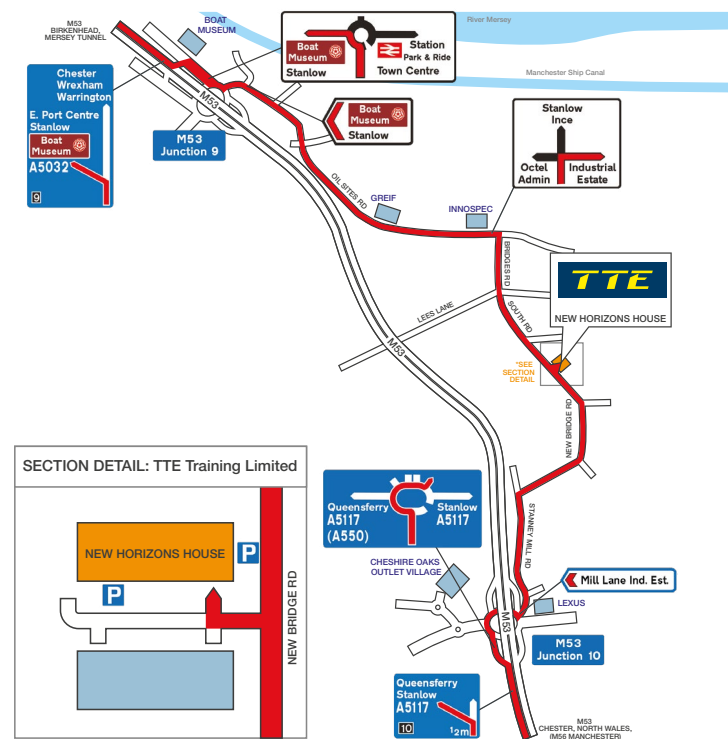 M53
BIRKENHEAD,
MERSEY TUNNEL
BOAT
MUSEUM
River Mersey
Manchester Ship Canal
Boat
Museum
Stanlow
Station
Park & Ride
Town Centre
Chester
Wrexham
Warrington
E. Port Centre
Stanlow
Boat
Museum
A5032
9
M53
Junction 9
M53
Boat
Museum
Stanlow
Stanlow
Ince
Octel
Admin
Industrial
Estate
OIL SITES RD
GREIF
INNOSPEC
BRIDGES RD
TTE
NEW HORIZONS HOUSE
LEES LANE
SOUTH RD
M53
*SEE
SECTION
DETAIL
NEW BRIDGE RD
SECTION DETAIL: TTE Training Limited
NEW HORIZONS HOUSE
P
P
NEW BRIDGE RD
Queensferry
A5117
(A550)
Stanlow
A5117
STANNEY MILL RD
CHESHIRE OAKS
OUTLET VILLAGE
Mill Lane Ind. Est.
LEXUS
M53
M53
Junction 10
Queensferry
Stanlow
A5117
10
1/2m
M53
CHESTER, NORTH WALES,
(M56 MANCHESTER)